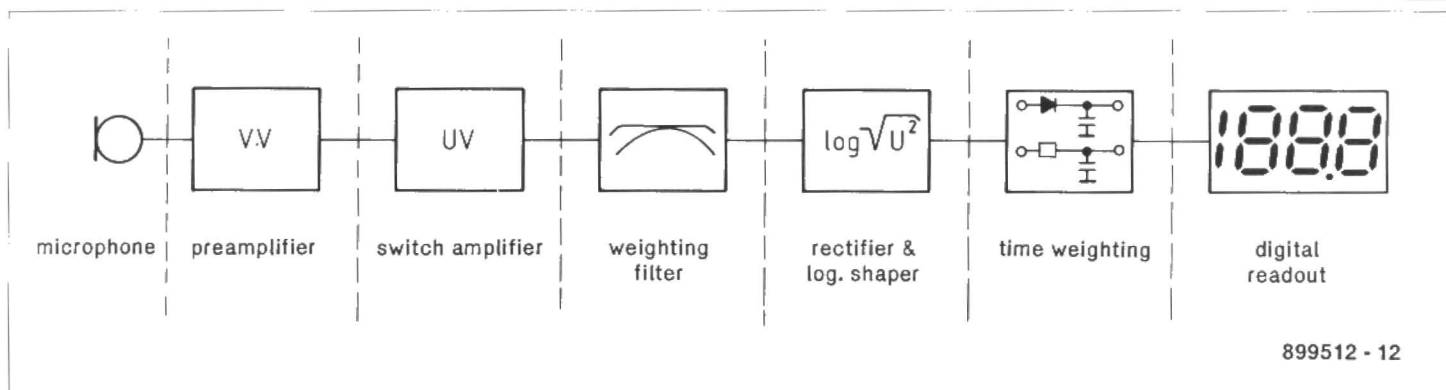 V.V
UV
log√U²
188.8
microphone
preamplifier
switch amplifier
weighting
filter
rectifier &
log. shaper
time weighting
digital
readout
899512 - 12